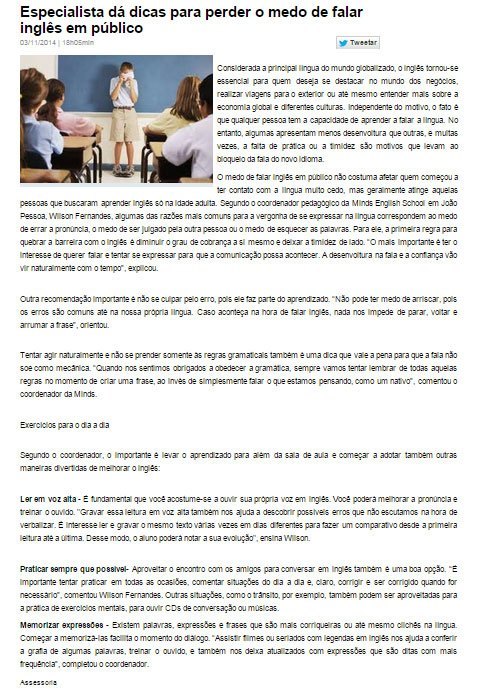 Especialista dá dicas para perder o medo de falar
inglês em público
03/11/2014 | 18h05min
Tweetar
Considerada a principal língua do mundo globalizado, o inglês tornou-se
essencial para quem deseja se destacar no mundo dos negócios,
realizar viagens para o exterior ou até mesmo entender mais sobre a
economia global e diferentes culturas. Independente do motivo, o fato é
que qualquer pessoa tem a capacidade de aprender a falar a língua. No
entanto, algumas apresentam menos desenvoltura que outras, e muitas
vezes, a falta de prática ou a timidez são motivos que levam ao
bloqueio da fala do novo idioma.
O medo de falar inglês em público não costuma afetar quem começou a
ter contato com a língua muito cedo, mas geralmente atinge aquelas
pessoas que buscaram aprender inglês só na idade adulta. Segundo o coordenador pedagógico da Minds English School em João
Pessoa, Wilson Fernandes, algumas das razões mais comuns para a vergonha de se expressar na língua correspondem ao medo
de errar a pronúncia, o medo de ser julgado pela outra pessoa ou o medo de esquecer as palavras. Para ele, a primeira regra para
quebrar a barreira com o inglês é diminuir o grau de cobrança a si mesmo e deixar a timidez de lado. "O mais importante é ter o
interesse de querer falar e tentar se expressar para que a comunicação possa acontecer. A desenvoltura na fala e a confiança vão
vir naturalmente com o tempo", explicou.
Outra recomendação importante é não se culpar pelo erro, pois ele faz parte do aprendizado. "Não pode ter medo de arriscar, pois
os erros são comuns até na nossa própria língua. Caso aconteça na hora de falar inglês, nada nos impede de parar, voltar e
arrumar a frase", orientou.
Tentar agir naturalmente e não se prender somente às regras gramaticais também é uma dica que vale a pena para que a fala não
soe como mecânica. "Quando nos sentimos obrigados a obedecer a gramática, sempre vamos tentar lembrar de todas aquelas
regras no momento de criar uma frase, ao invés de simplesmente falar o que estamos pensando, como um nativo", comentou o
coordenador da Minds.
Exercícios para o dia a dia
Segundo o coordenador, o importante é levar o aprendizado para além da sala de aula e começar a adotar também outras
maneiras divertidas de melhorar o inglês:
Ler em voz alta - É fundamental que você acostume-se a ouvir sua própria voz em inglês. Você poderá melhorar a pronúncia e
treinar o ouvido. "Gravar essa leitura em voz alta também nos ajuda a descobrir possíveis erros que não escutamos na hora de
verbalizar. É interesse ler e gravar o mesmo texto várias vezes em dias diferentes para fazer um comparativo desde a primeira
leitura até a última. Desse modo, o aluno poderá notar a sua evolução", ensina Wilson.
Praticar sempre que possível- Aproveitar o encontro com os amigos para conversar em inglês também é uma boa opção. "É
importante tentar praticar em todas as ocasiões, comentar situações do dia a dia e, claro, corrigir e ser corrigido quando for
necessário", comentou Wilson Fernandes. Outras situações, como o trânsito, por exemplo, também podem ser aproveitadas para
a prática de exercícios mentais, para ouvir CDs de conversação ou músicas.
Memorizar expressões - Existem palavras, expressões e frases que são mais corriqueiras ou até mesmo clichês na língua.
Começar a memorizá-las facilita o momento do diálogo. "Assistir filmes ou seriados com legendas em inglês nos ajuda a conferir
a grafia de algumas palavras, treinar o ouvido, e também nos deixa atualizados com expressões que são ditas com mais
frequência", completou o coordenador.
Assessoria